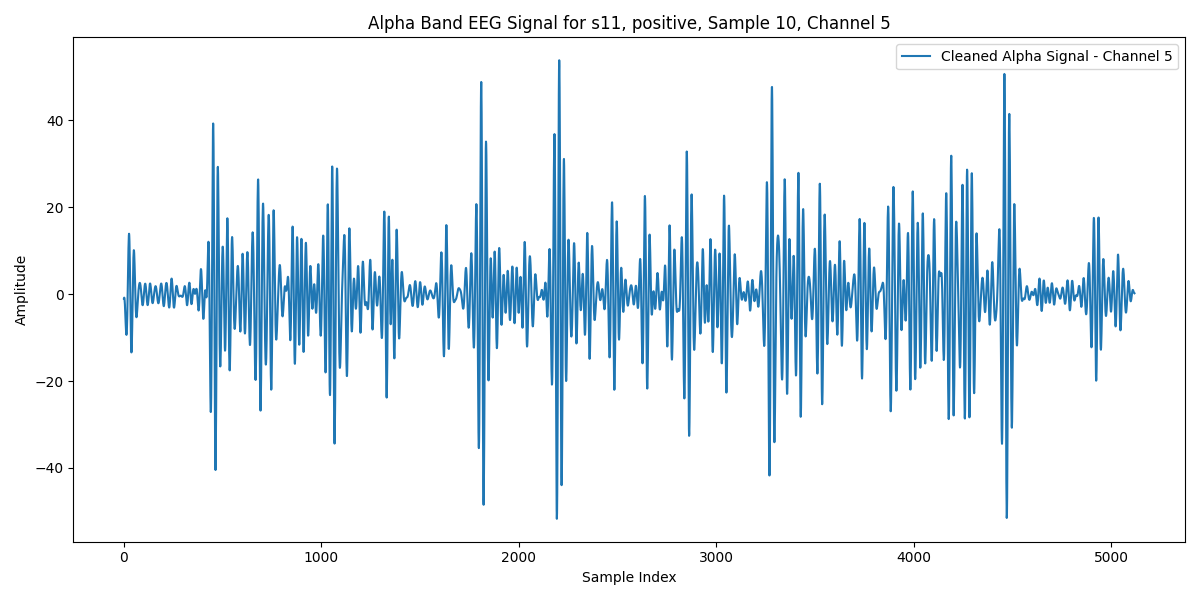 Alpha Band EEG Signal for s11, positive, Sample 10, Channel 5
Cleaned Alpha Signal - Channel 5
Amplitude
40
20
0
−20
−40
0 1000 2000 3000 4000 5000
Sample Index